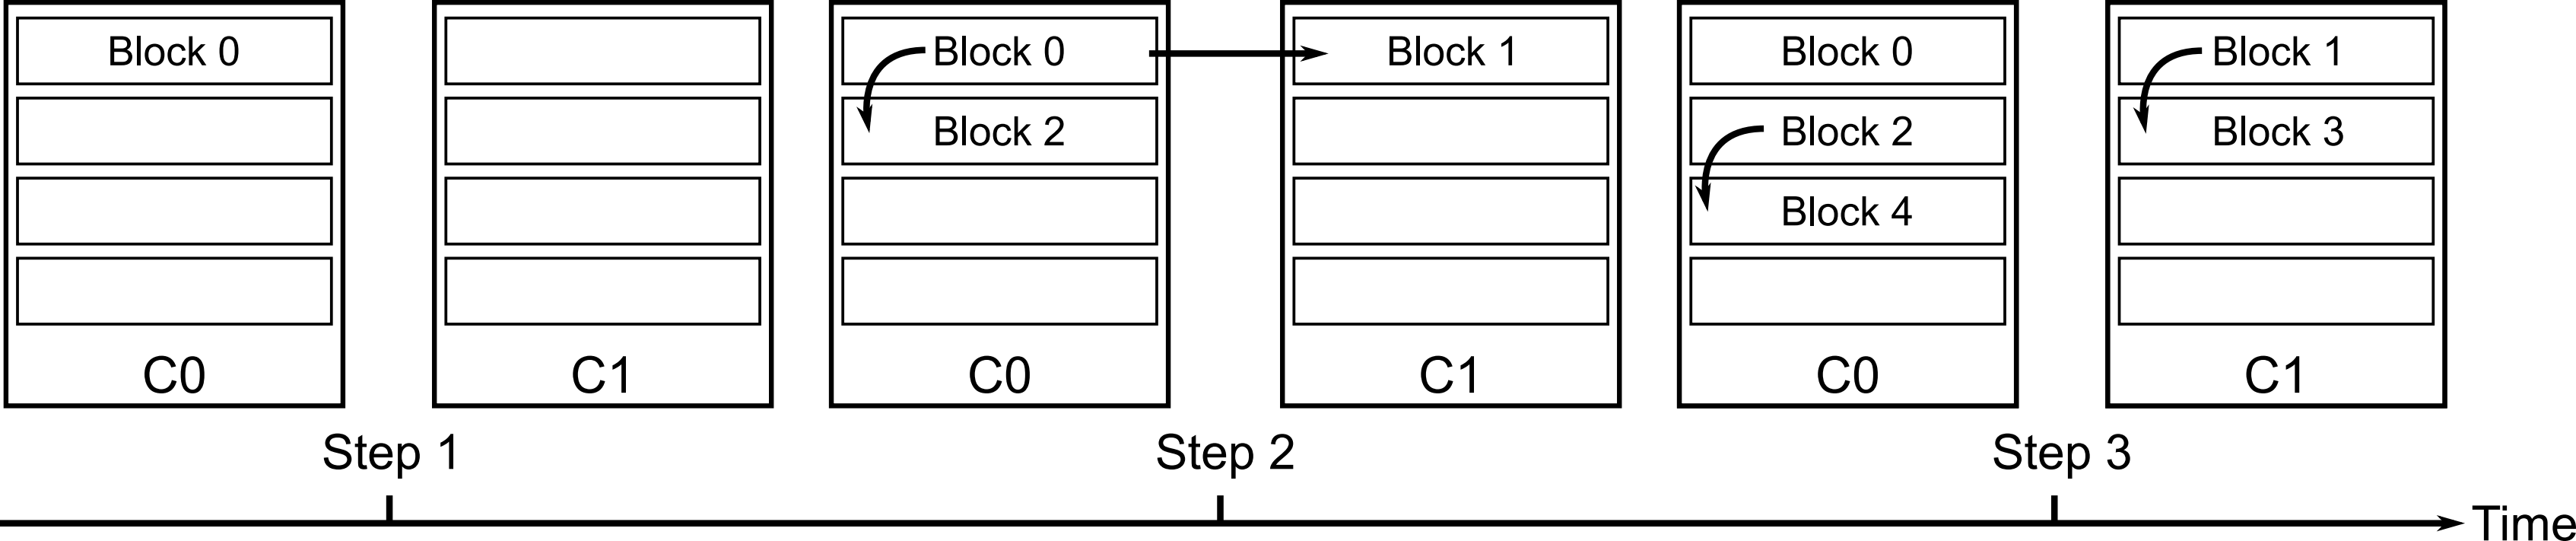 Block 0
C0
C1
Block 0
Block 2
C0
Block 1
C1
Block 0
Block 2
Block 4
C0
Block 1
Block 3
C1
Step 1
Step 2
Step 3
Time